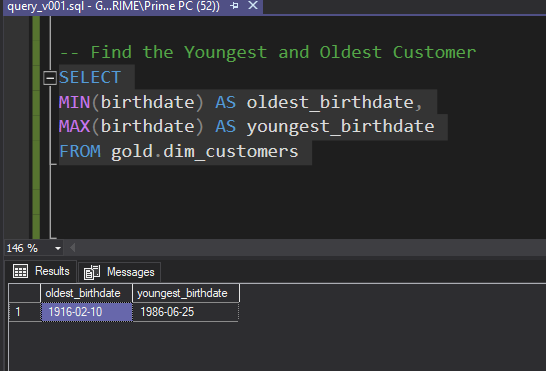 query_v001.sql - G...RIME\Prime PC (52))
-- Find the Youngest and Oldest Customer
SELECT
MIN(birthdate) AS oldest_birthdate,
MAX(birthdate) AS youngest_birthdate
FROM gold.dim_customers
146 %
Results Messages
oldest_birthdate youngest_birthdate
1 1916-02-10 1986-06-25